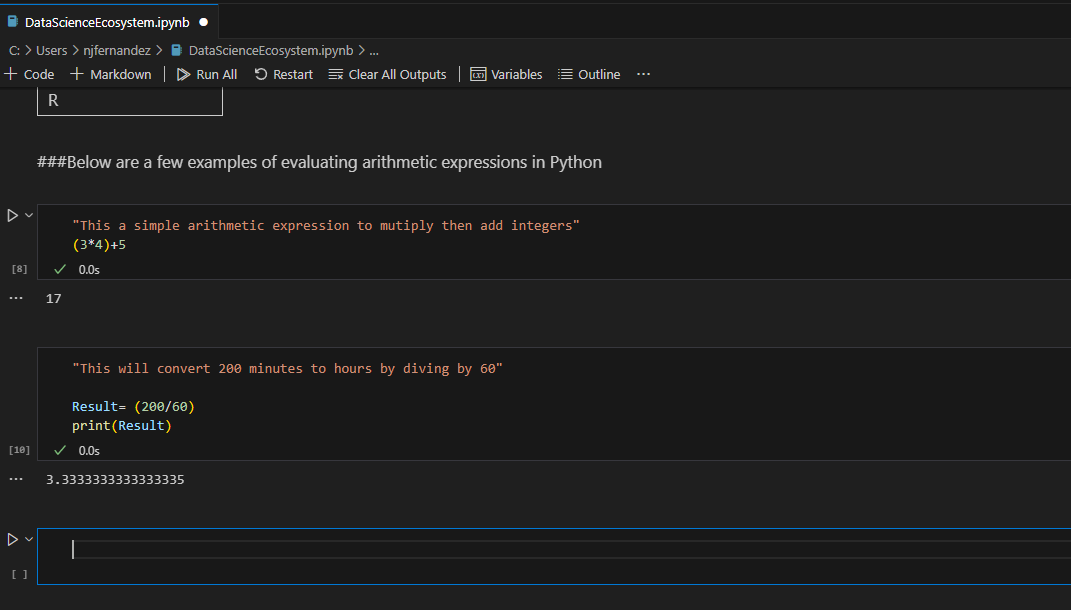 DataScienceEcosystem.ipynb
C: > Users > njfernandez > DataScienceEcosystem.ipynb > ...
+ Code + Markdown | Run All Restart Clear All Outputs | Variables Outline ...
R
###Below are a few examples of evaluating arithmetic expressions in Python
"This a simple arithmetic expression to mutiply then add integers"
(3*4)+5
[8] ✓ 0.0s
... 17
"This will convert 200 minutes to hours by diving by 60"
Result= (200/60)
print(Result)
[10] ✓ 0.0s
... 3.3333333333333335
[ ]